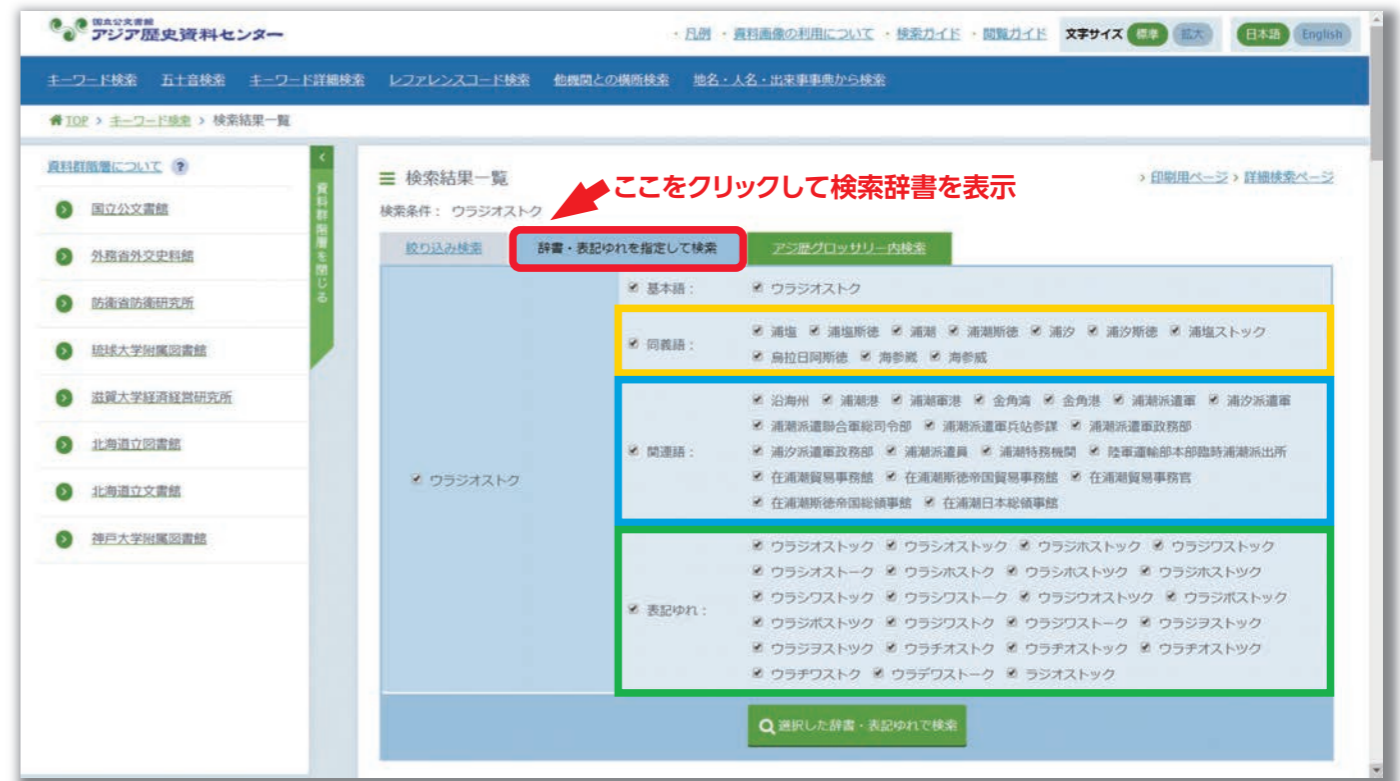 国立公文書館
アジア歴史資料センター
・凡例 ・資料画像の利用について ・検索ガイド ・閲覧ガイド 文字サイズ 標準 拡大 日本語 English
キーワード検索 五十音検索 キーワード詳細検索 レファレンスコード検索 他機関との横断検索 地名・人名・出来事事典から検索
TOP > キーワード検索 > 検索結果一覧
資料群階層について ?
国立公文書館
外務省外交史料館
防衛省防衛研究所
琉球大学附属図書館
滋賀大学経済経営研究所
北海道立図書館
北海道立文書館
神戸大学附属図書館
資料群階層を閉じる
検索結果一覧
ここをクリックして検索辞書を表示
> 印刷用ページ > 詳細検索ページ
検索条件: ウラジオストク
絞り込み検索 辞書・表記ゆれを指定して検索 アジ歴グロッサリー内検索
ウラジオストク
基本語: ウラジオストク
同義語:
浦塩 浦塩斯徳 浦潮 浦潮斯徳 浦汐 浦汐斯徳 浦塩ストック
烏拉日阿斯徳 海参崴 海参威
関連語:
沿海州 浦潮港 浦潮軍港 金角湾 金角港 浦潮派遣軍 浦汐派遣軍
浦潮派遣聯合軍総司令部 浦潮派遣軍兵站参謀 浦潮派遣軍政務部
浦汐派遣軍政務部 浦潮派遣員 浦潮特務機関 陸軍運輸部本部臨時浦潮派出所
在浦潮貿易事務館 在浦潮斯徳帝国貿易事務館 在浦潮貿易事務官
在浦潮斯徳帝国総領事館 在浦潮日本総領事館
表記ゆれ:
ウラジオストック ウラシオストック ウラジホストック ウラジワストック
ウラシオストーク ウラシホストク ウラシホストツク ウラジホストツク
ウラシワストック ウラシワストーク ウラジウオストツク ウラジボストック
ウラジボストツク ウラジワストク ウラジワストーク ウラジヲストック
ウラジヲストツク ウラチオストク ウラヂオストック ウラヂオストツク
ウラヂワストク ウラデワストーク ラジオストック
選択した辞書・表記ゆれで検索